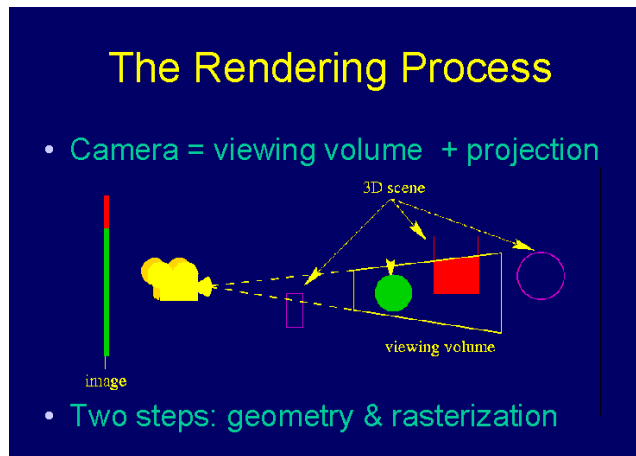 The Rendering Process
• Camera = viewing volume + projection
3D scene
viewing volume
image
• Two steps: geometry & rasterization